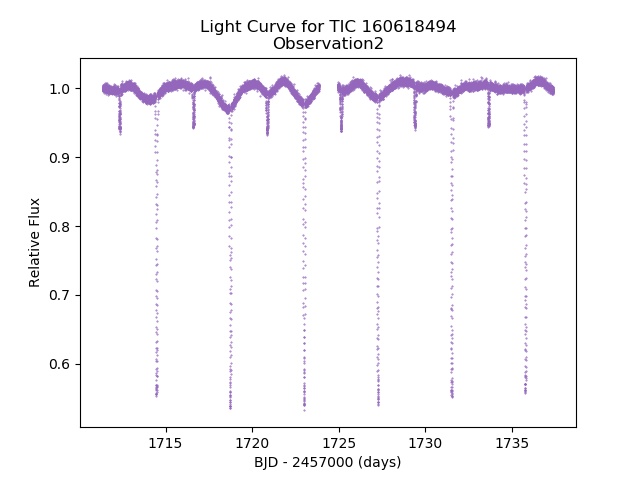 Light Curve for TIC 160618494
Observation2
1.0
0.9
0.8
0.7
0.6
Relative Flux
1715
1720
1725
1730
1735
BJD - 2457000 (days)